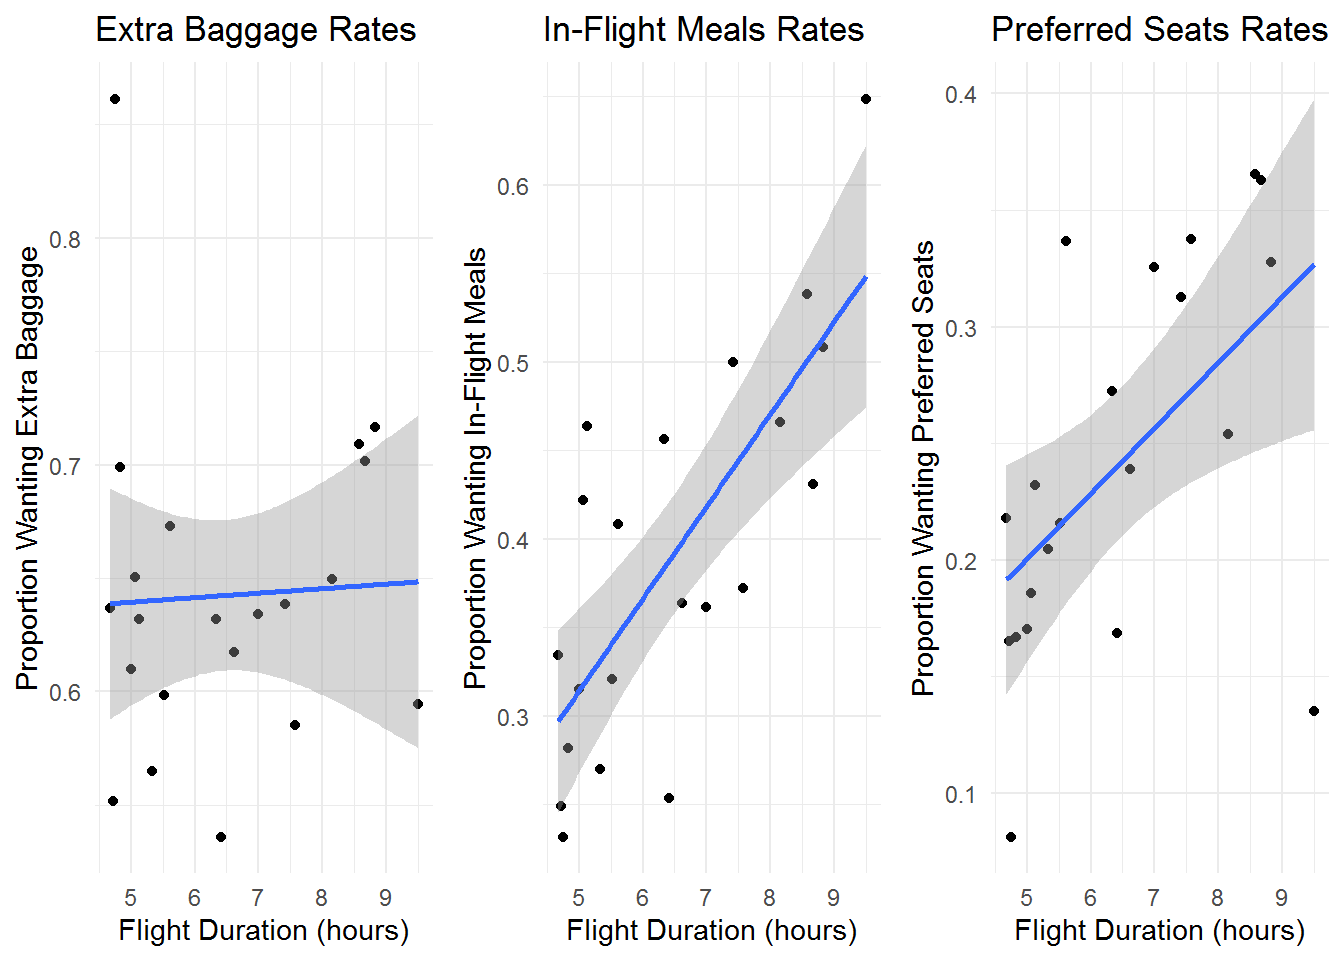 Extra Baggage Rates
Proportion Wanting Extra Baggage
0.8
0.7
0.6
5 6 7 8 9
Flight Duration (hours)
In-Flight Meals Rates
Proportion Wanting In-Flight Meals
0.6
0.5
0.4
0.3
5 6 7 8 9
Flight Duration (hours)
Preferred Seats Rates
Proportion Wanting Preferred Seats
0.4
0.3
0.2
0.1
5 6 7 8 9
Flight Duration (hours)